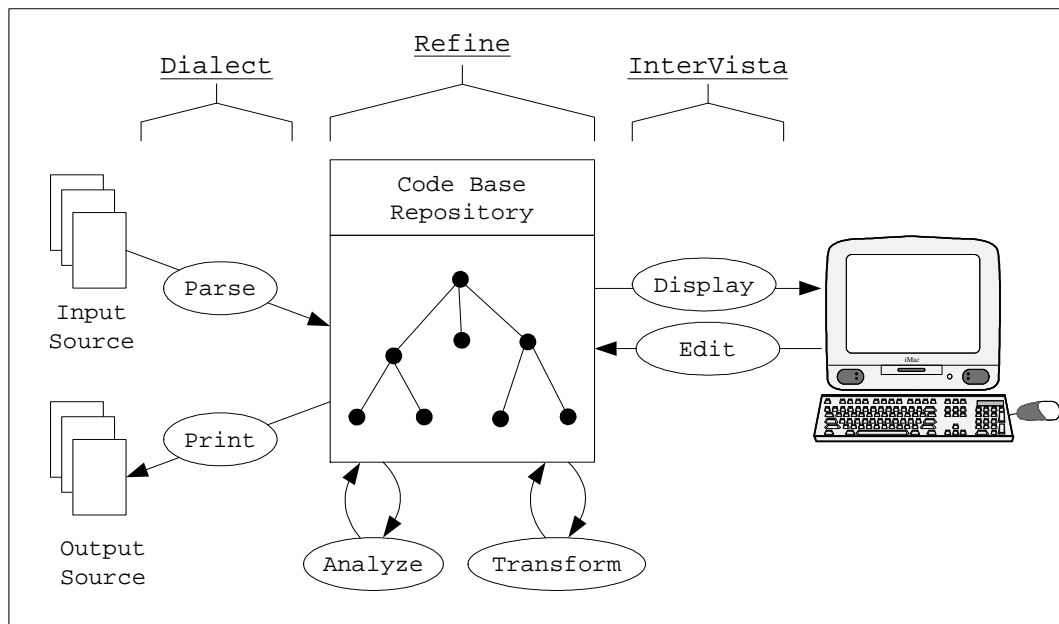 Refine
Dialect
InterVista
Code Base
Repository
Parse
Display
Input
Source
Edit
iMac
Print
Output
Source
Analyze
Transform